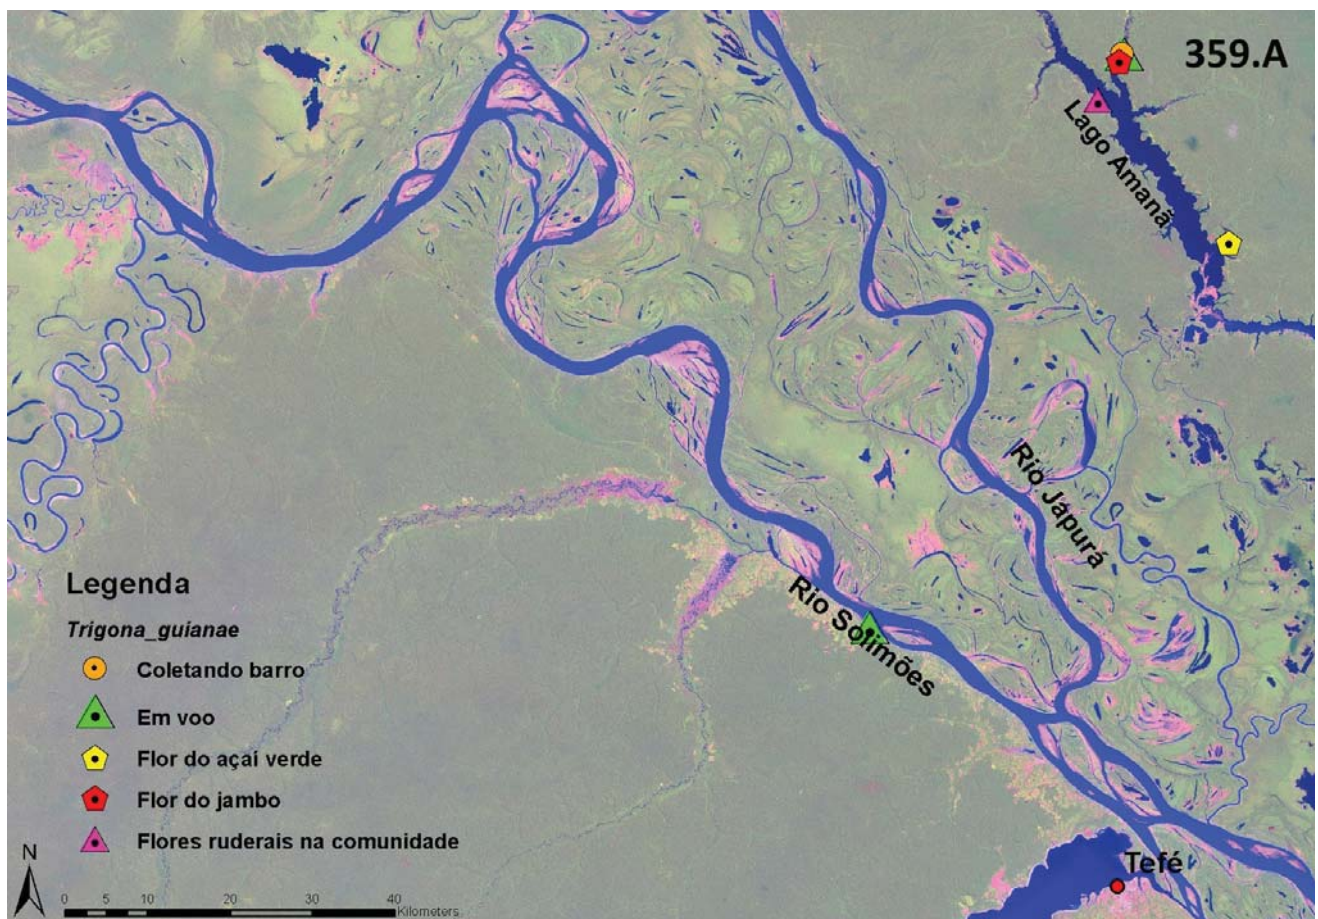 359.A
Lago Amanã
Rio Japurá
Rio Solimões
Legenda
Trigona_guianae
Coletando barro
Em voo
Flor do açaí verde
Flor do jambo
Flores ruderais na comunidade
Tefé
N
0 5 10 20 30 40
Kilometers